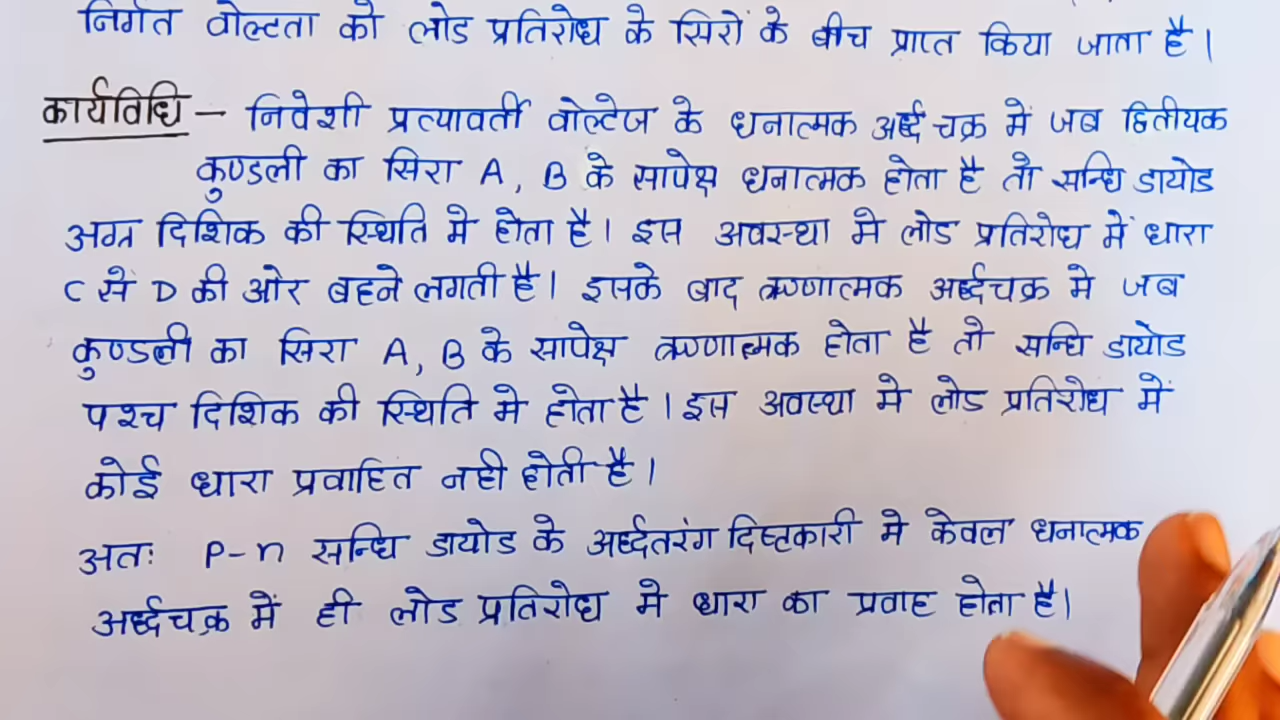 निर्गत वोल्टता को लोड प्रतिरोध के सिरों के बीच प्राप्त किया जाता है।
कार्यविधि – निवेशी प्रत्यावर्ती वोल्टेज के धनात्मक अर्द्ध चक्र में जब द्वितीयक
कुण्डली का सिरा A, B के सापेक्ष धनात्मक होता है तो सन्धि डायोड
अग्र दिशिक की स्थिति मे होता है। इस अवस्था मे लोड प्रतिरोध में धारा
C से D की ओर बहने लगती है। इसके बाद ऋणात्मक अर्द्धचक्र मे जब
कुण्डली का सिरा A, B के सापेक्ष ऋणात्मक होता है तो सन्धि डायोड
पश्च दिशिक की स्थिति मे होता है। इस अवस्था मे लोड प्रतिरोध में
कोई धारा प्रवाहित नही होती है।
अतः P-n सन्धि डायोड के अर्द्धतरंग दिष्टकारी मे केवल धनात्मक
अर्द्धचक्र में ही लोड प्रतिरोध मे धारा का प्रवाह होता है।